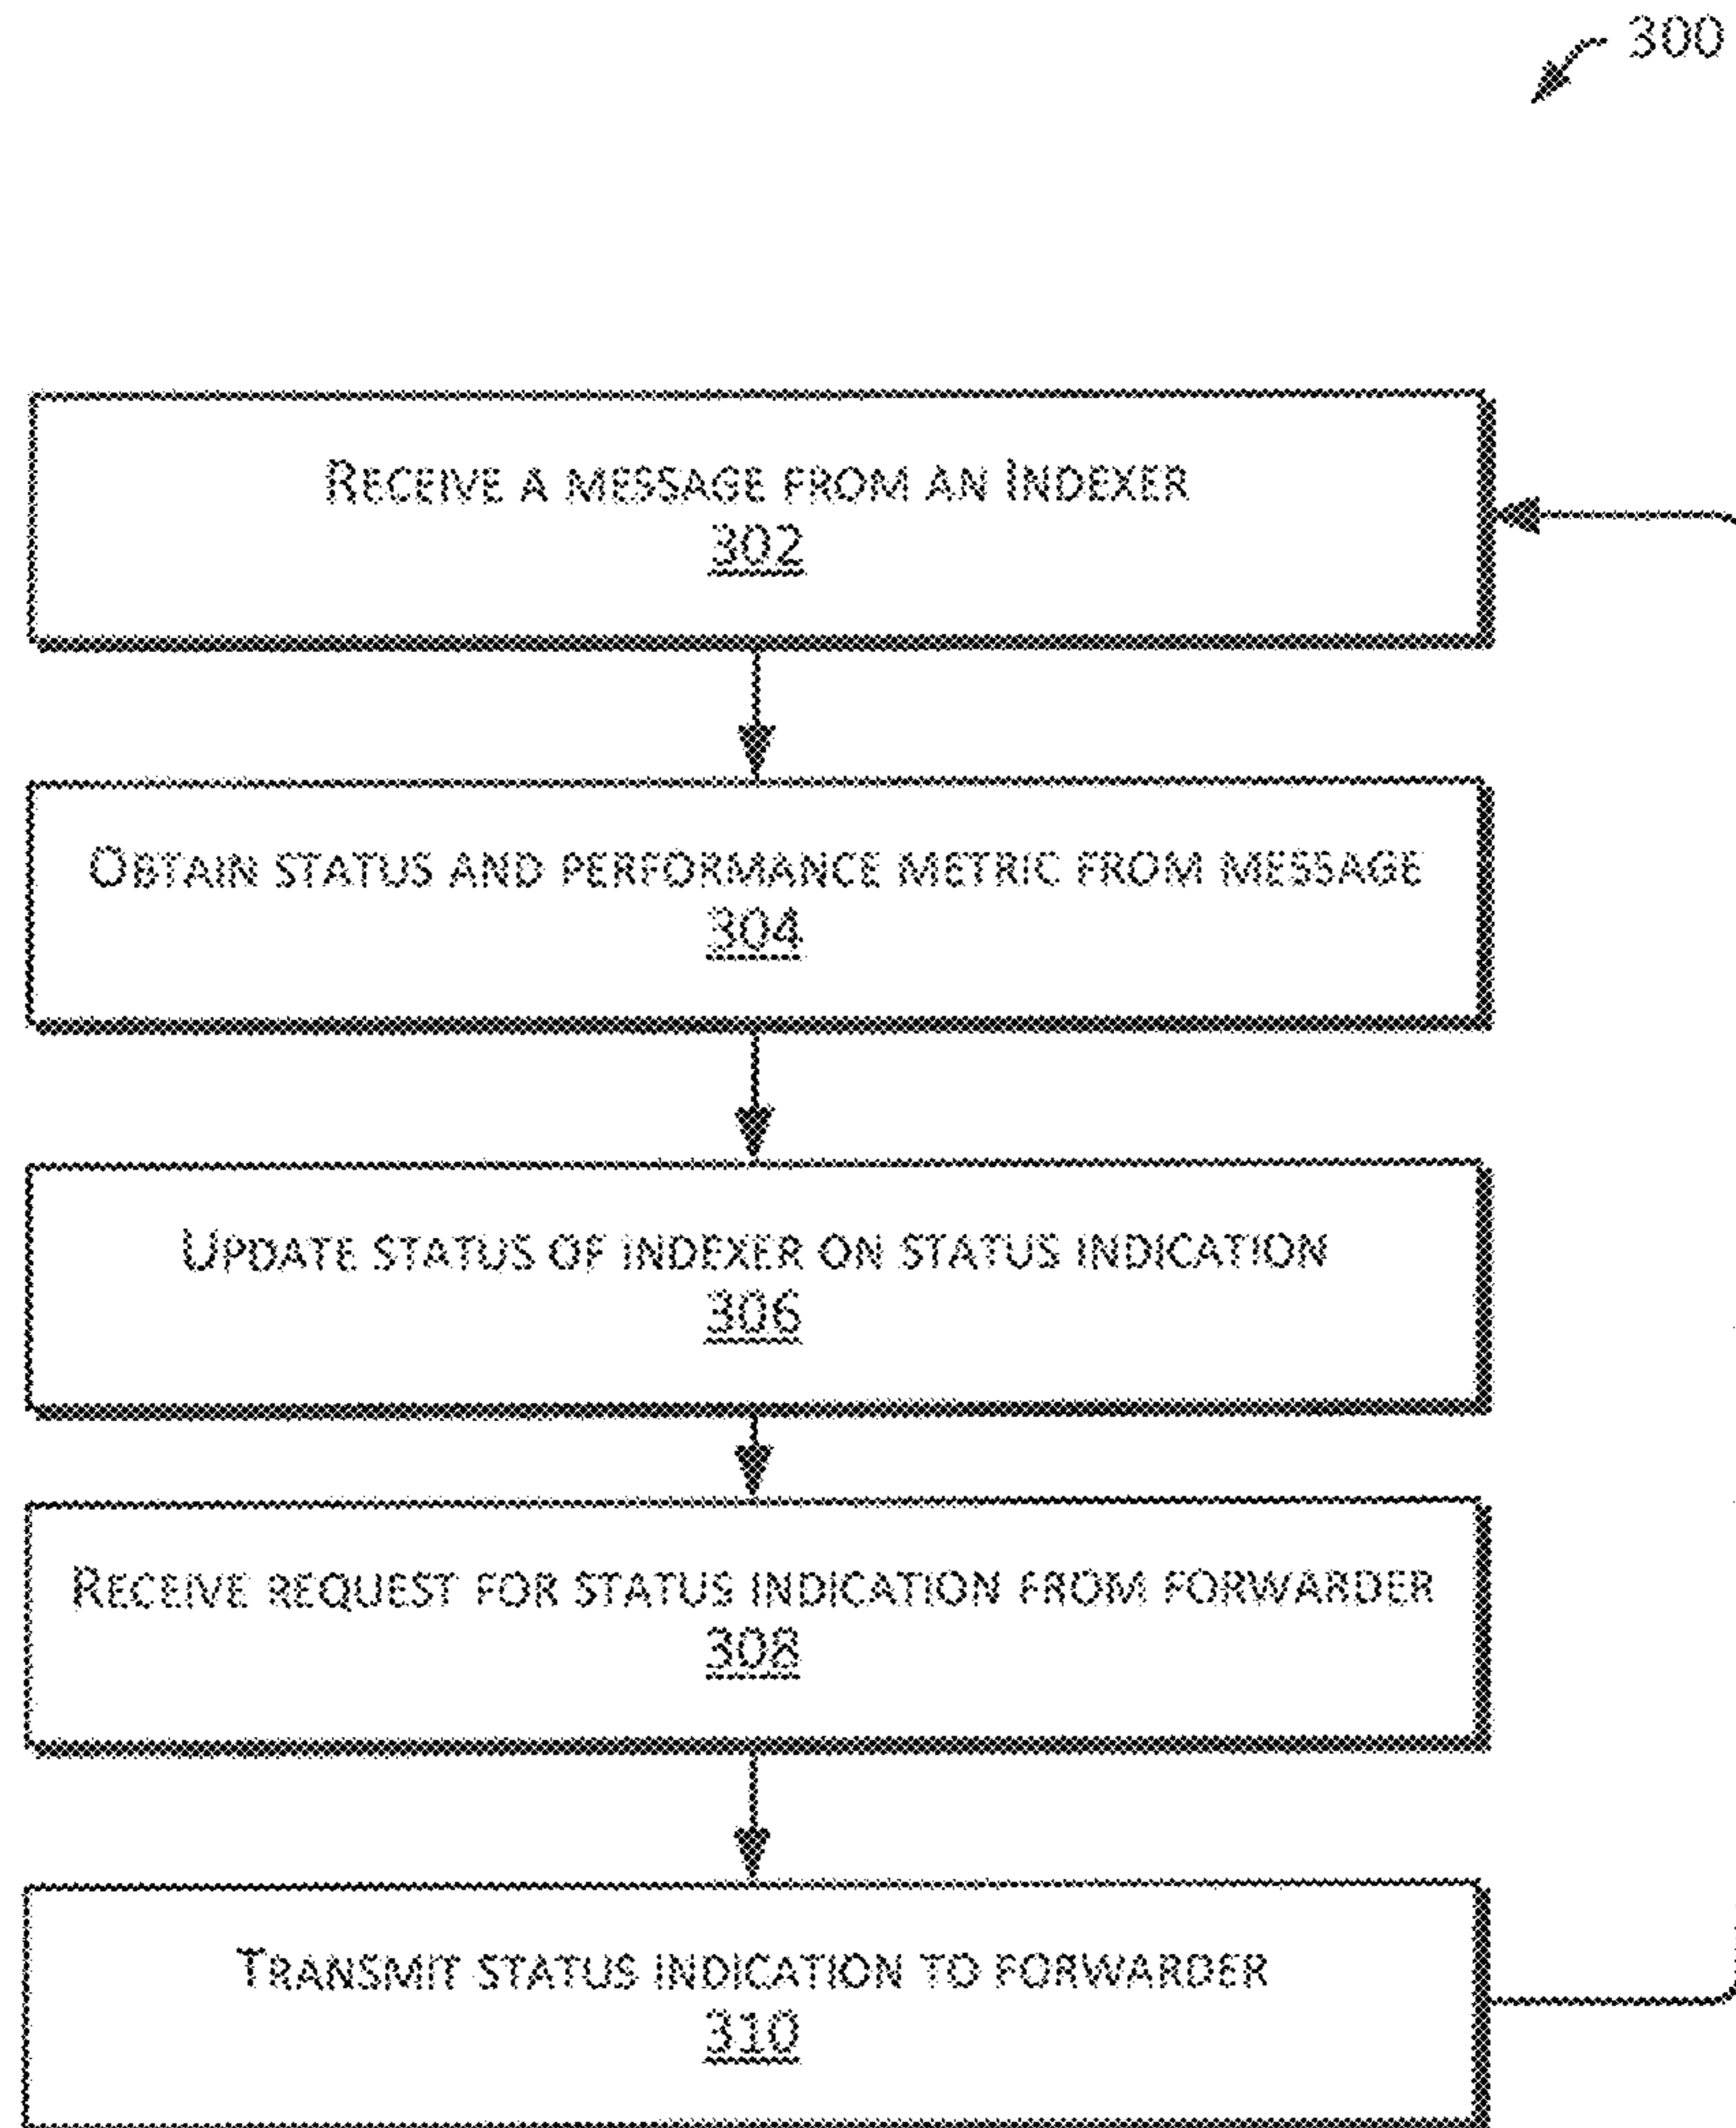 300
RECEIVE A MESSAGE FROM AN INDEXER
302
OBTAIN STATUS AND PERFORMANCE METRIC FROM MESSAGE
304
UPDATE STATUS OF INDEXER ON STATUS INDICATION
306
RECEIVE REQUEST FOR STATUS INDICATION FROM FORWARDER
308
TRANSMIT STATUS INDICATION TO FORWARDER
310